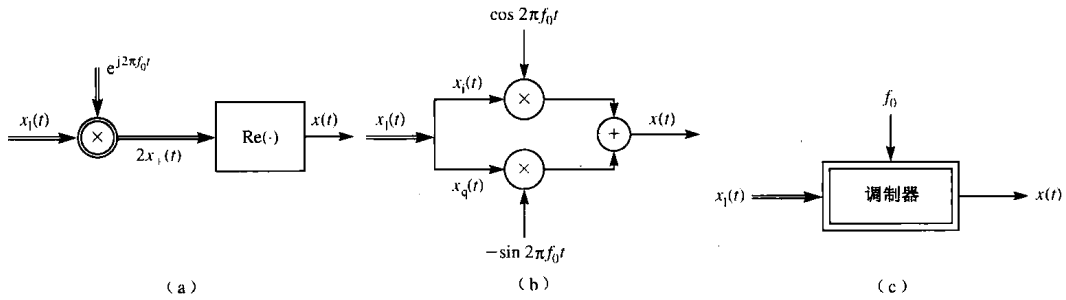 e^{j2πf_0t}
x_l(t)
×
2x_+(t)
Re(·)
x(t)
(a)
cos 2πf_0t
x_l(t)
x_i(t)
×
+
x(t)
x_q(t)
×
−sin 2πf_0t
(b)
f_0
x_l(t)
调制器
x(t)
(c)